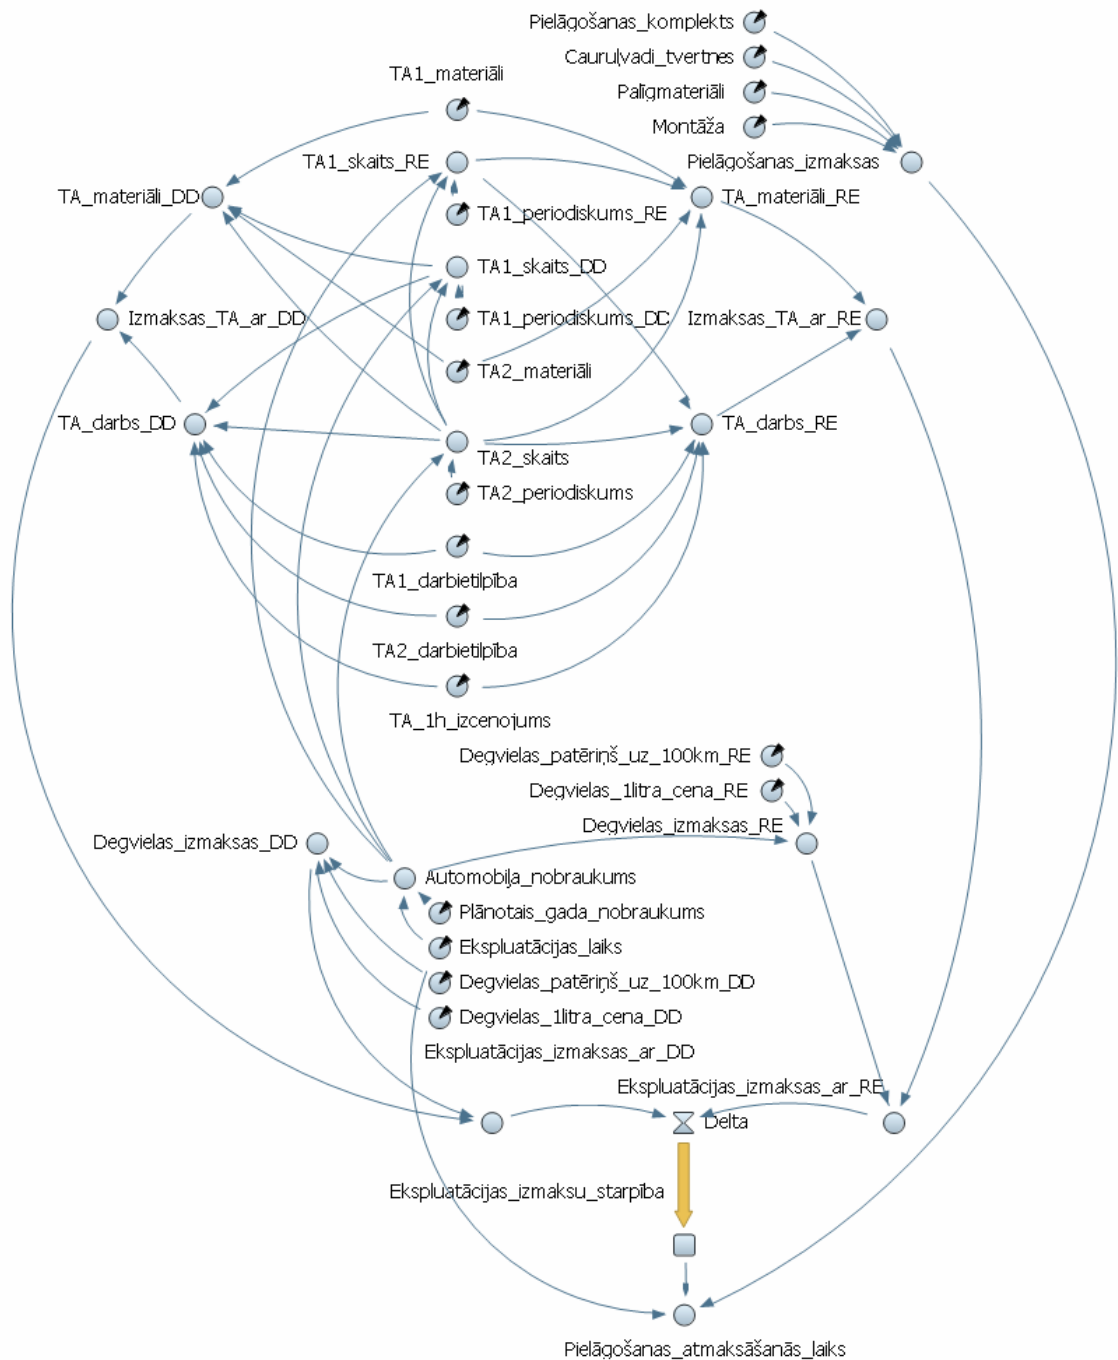 Pielāgošanas_komplekts
Cauruļvadi_tvertnes
TA1_materiāli
Palīgmateriāli
Montāža
TA1_skaits_RE
Pielāgošanas_izmaksas
TA_materiāli_DD
TA_materiāli_RE
TA1_periodiskums_RE
TA1_skaits_DD
Izmaksas_TA_ar_DD
TA1_periodiskums_DD
Izmaksas_TA_ar_RE
TA2_materiāli
TA_darbs_DD
TA_darbs_RE
TA2_skaits
TA2_periodiskums
TA1_darbietilpība
TA2_darbietilpība
TA_1h_izcenojums
Degvielas_patēriņš_uz_100km_RE
Degvielas_1litra_cena_RE
Degvielas_izmaksas_RE
Degvielas_izmaksas_DD
Automobiļa_nobraukums
Plānotais_gada_nobraukums
Ekspluatācijas_laiks
Degvielas_patēriņš_uz_100km_DD
Degvielas_1litra_cena_DD
Ekspluatācijas_izmaksas_ar_DD
Ekspluatācijas_izmaksas_ar_RE
Delta
Ekspluatācijas_izmaksu_starpība
Pielāgošanas_atmaksāšanās_laiks